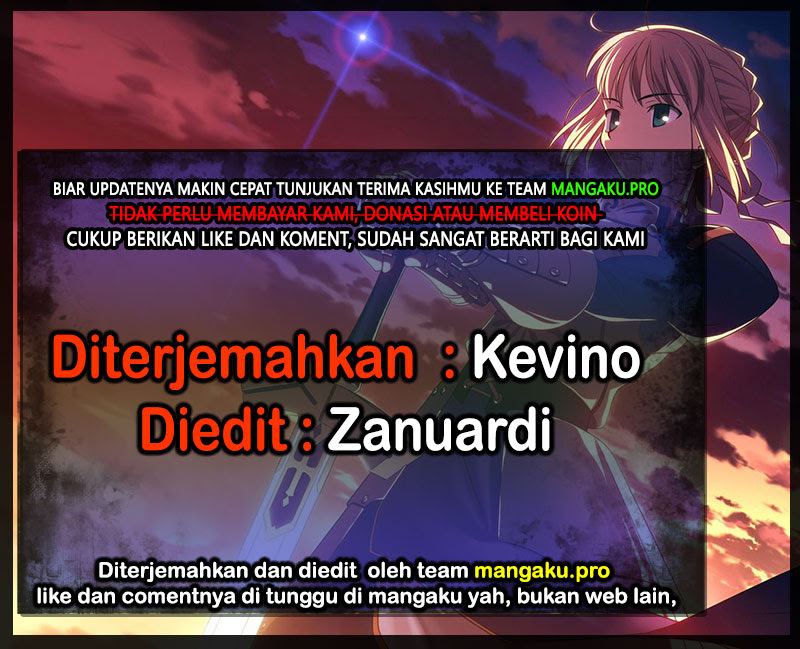 BIAR UPDATENYA MAKIN CEPAT TUNJUKAN TERIMA KASIHMU KE TEAM MANGAKU.PRO
TIDAK PERLU MEMBAYAR KAMI, DONASI ATAU MEMBELI KOIN
CUKUP BERIKAN LIKE DAN KOMENT, SUDAH SANGAT BERARTI BAGI KAMI
Diterjemahkan : Kevino
Diedit : Zanuardi
Diterjemahkan dan diedit oleh team mangaku.pro
like dan comentnya di tunggu di mangaku yah, bukan web lain,